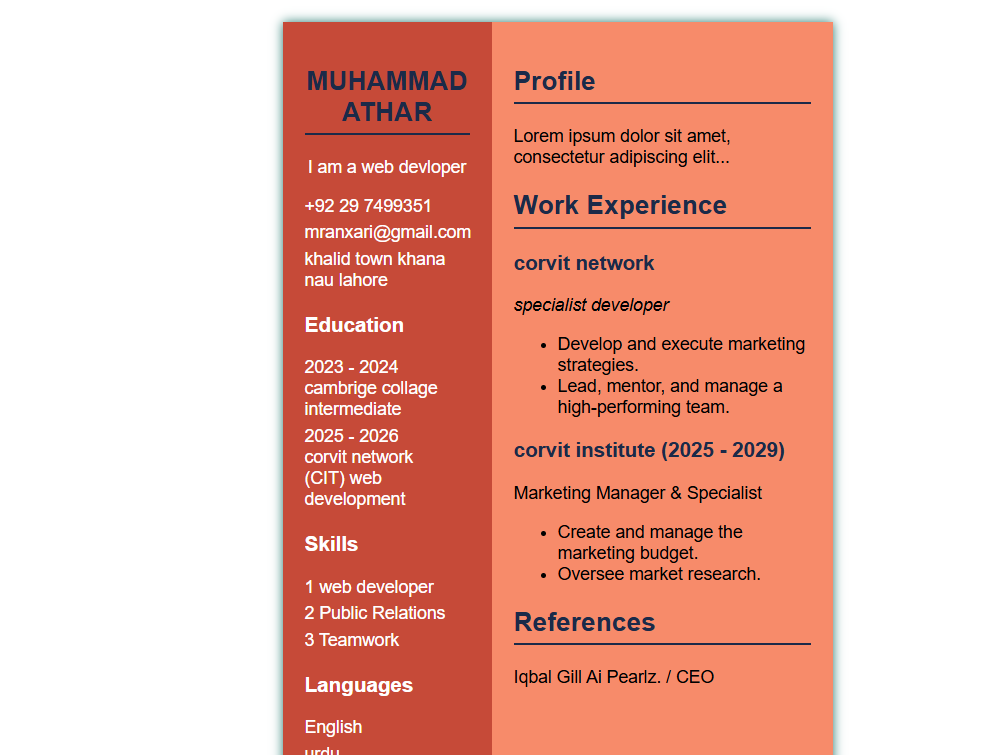 MUHAMMAD
ATHAR
I am a web devloper
+92 29 7499351
mranxari@gmail.com
khalid town khana
nau lahore
Education
2023 - 2024
cambrige collage
intermediate
2025 - 2026
corvit network
(CIT) web
development
Skills
1 web developer
2 Public Relations
3 Teamwork
Languages
English
urdu
Profile
Lorem ipsum dolor sit amet,
consectetur adipiscing elit...
Work Experience
corvit network
specialist developer
• Develop and execute marketing
strategies.
• Lead, mentor, and manage a
high-performing team.
corvit institute (2025 - 2029)
Marketing Manager & Specialist
• Create and manage the
marketing budget.
• Oversee market research.
References
Iqbal Gill Ai Pearlz. / CEO